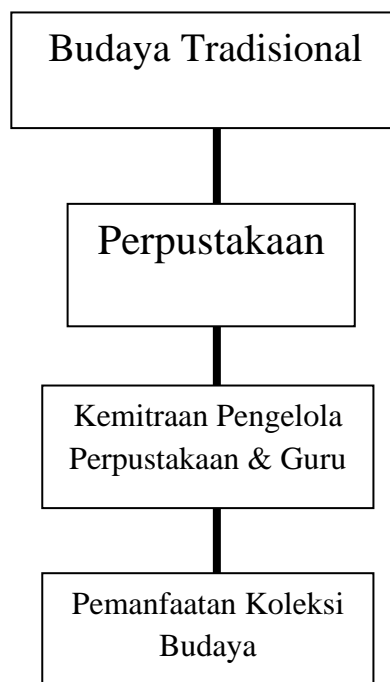 Budaya Tradisional
Perpustakaan
Kemitraan Pengelola
Perpustakaan & Guru
Pemanfaatan Koleksi
Budaya